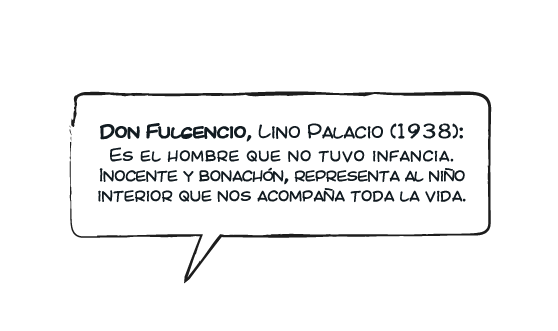 Don Fulgencio, Lino Palacio (1938):
Es el hombre que no tuvo infancia.
Inocente y bonachón, representa al niño
interior que nos acompaña toda la vida.